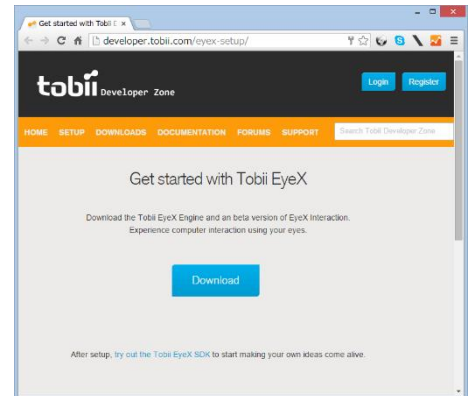 Get started with Tobii E
developer.tobii.com/eyex-setup/
tobii Developer Zone
Login Register
HOME SETUP DOWNLOADS DOCUMENTATION FORUMS SUPPORT Search Tobii Developer Zone
Get started with Tobii EyeX
Download the Tobii EyeX Engine and an beta version of EyeX Interaction.
Experience computer interaction using your eyes.
Download
After setup, try out the Tobii EyeX SDK to start making your own ideas come alive.